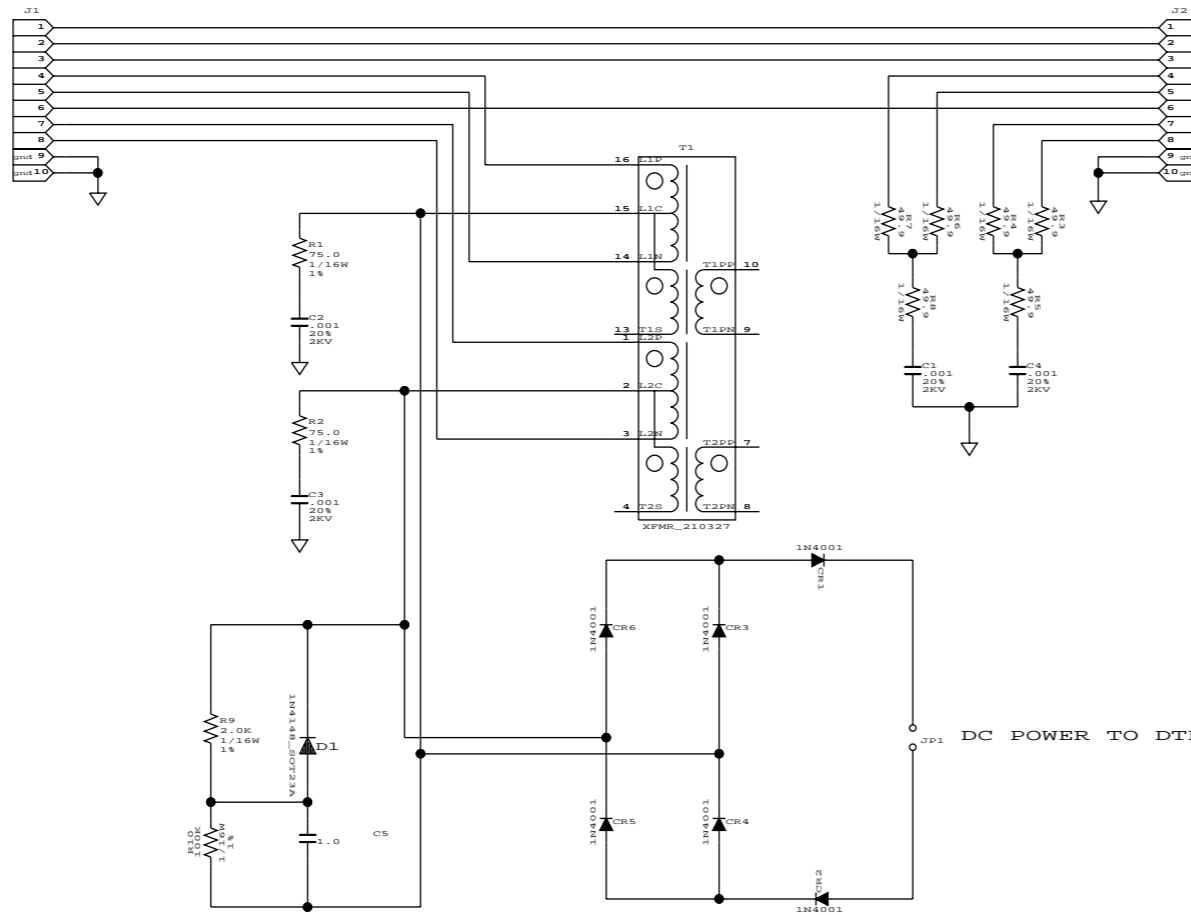 J1
1
2
3
4
5
6
7
8
gnd 9
gnd 10
J2
1
2
3
4
5
6
7
8
9 gn
10 gn
T1
16 L1P
15 L1C
14 L1N
T1PP 10
13 T1S
T1PN 9
1 L2P
2 L2C
3 L2N
T2PP 7
4 T2S
T2PN 8
XFMR_210327
R1
75.0
1/16W
1%
C2
.001
20%
2KV
R2
75.0
1/16W
1%
C3
.001
20%
2KV
R7
49.9
1/16W
R6
49.9
1/16W
R4
49.9
1/16W
R3
49.9
1/16W
R8
49.9
1/16W
R5
49.9
1/16W
C1
.001
20%
2KV
C4
.001
20%
2KV
1N4001
CR1
1N4001
CR6
1N4001
CR3
R9
2.0K
1/16W
1%
1N4148_SOT23A
D1
JP1
DC POWER TO DT
R10
100K
1/16W
1%
1.0
C5
1N4001
CR5
1N4001
CR4
CR2
1N4001